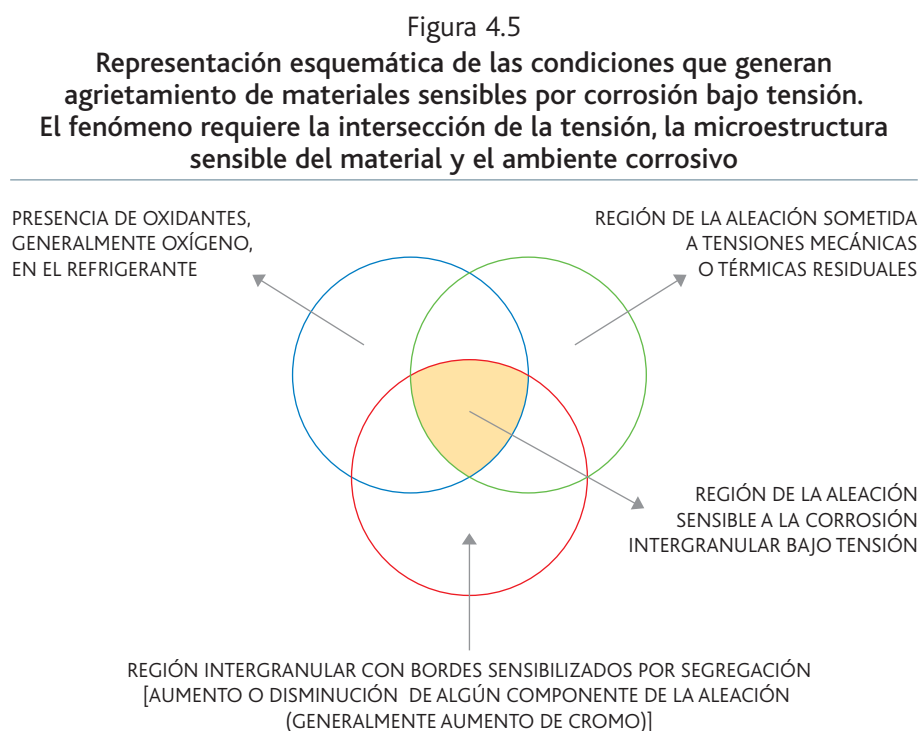 Figura 4.5
Representación esquemática de las condiciones que generan
agrietamiento de materiales sensibles por corrosión bajo tensión.
El fenómeno requiere la intersección de la tensión, la microestructura
sensible del material y el ambiente corrosivo
PRESENCIA DE OXIDANTES,
GENERALMENTE OXÍGENO,
EN EL REFRIGERANTE
REGIÓN DE LA ALEACIÓN SOMETIDA
A TENSIONES MECÁNICAS
O TÉRMICAS RESIDUALES
REGIÓN DE LA ALEACIÓN
SENSIBLE A LA CORROSIÓN
INTERGRANULAR BAJO TENSIÓN
REGIÓN INTERGRANULAR CON BORDES SENSIBILIZADOS POR SEGREGACIÓN
[AUMENTO O DISMINUCIÓN DE ALGÚN COMPONENTE DE LA ALEACIÓN
(GENERALMENTE AUMENTO DE CROMO)]